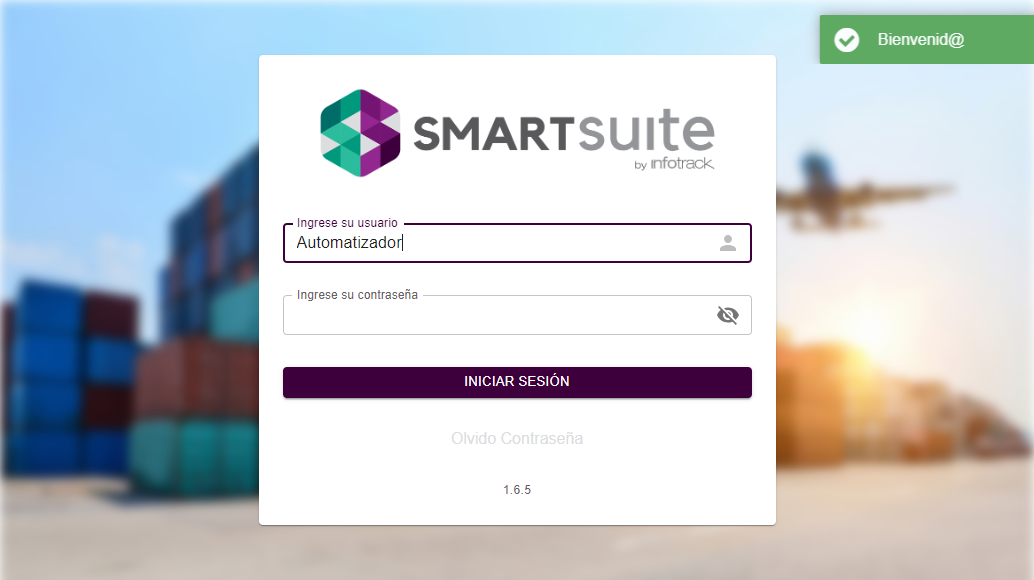 Bienvenid@
SMARTSUITE
by infotrack
Ingrese su usuario
Automatizador
Ingrese su contraseña
INICIAR SESIÓN
Olvido Contraseña
1.6.5